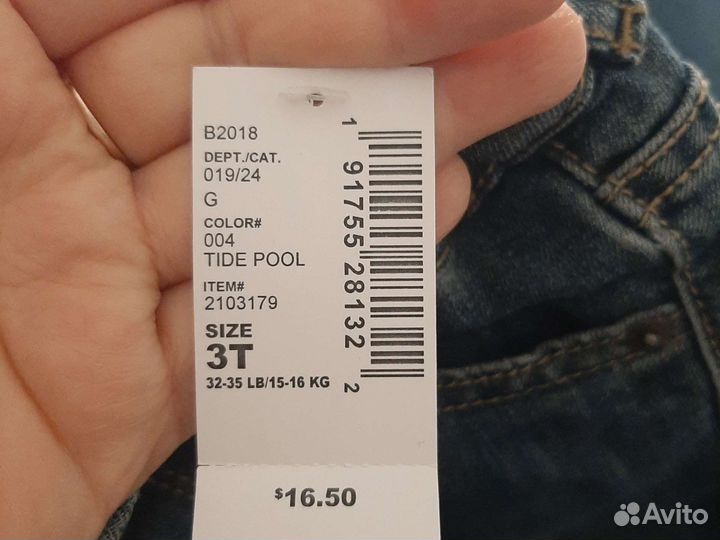 B2018
DEPT./CAT.
019/24
G
COLOR#
004
TIDE POOL
ITEM#
2103179
SIZE
3T
32-35 LB/15-16 KG
1 91755 28132 2
$16.50
Avito